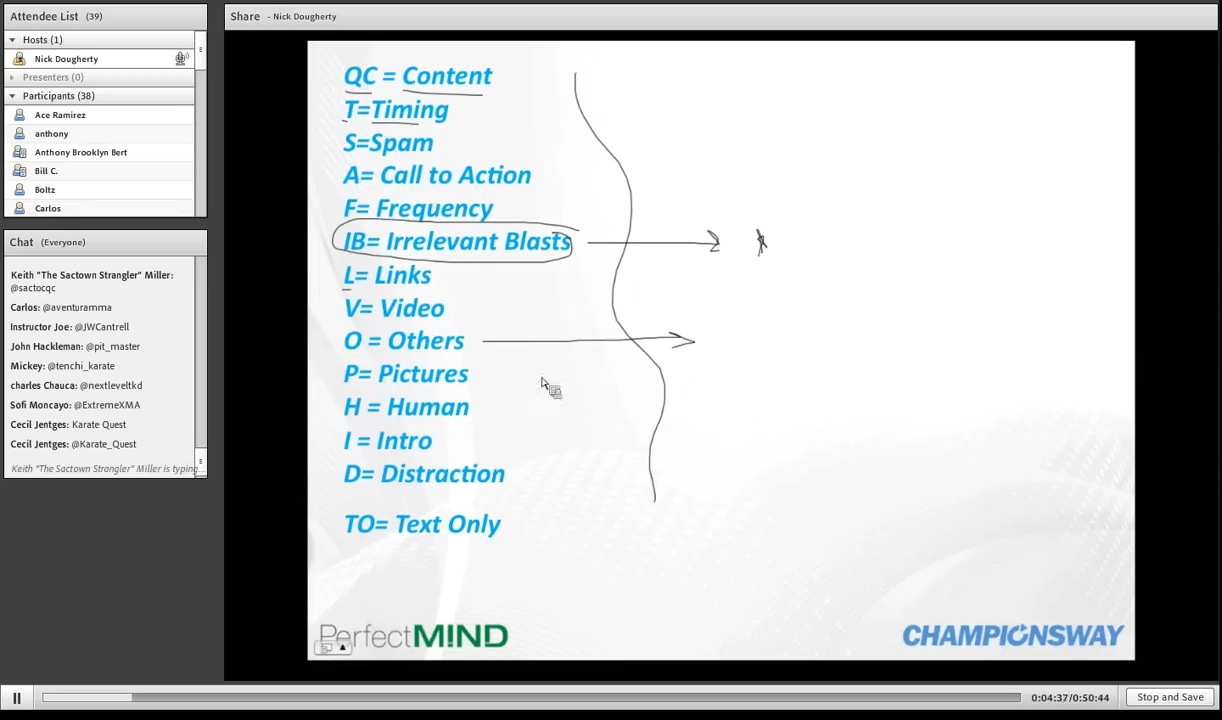 Attendee List (39)
Hosts (1)
Nick Dougherty
Presenters (0)
Participants (38)
Ace Ramirez
anthony
Anthony Brooklyn Bert
Bill C.
Boltz
Carlos
Chat (Everyone)
Keith "The Sactown Strangler" Miller:
@sactocqc
Carlos: @aventuramma
Instructor Joe: @JWCantrell
John Hackleman: @pit_master
Mickey: @tenchi_karate
charles Chauca: @nextleveltkd
Sofi Moncayo: @ExtremeXMA
Cecil Jentges: Karate Quest
Cecil Jentges: @Karate_Quest
Keith "The Sactown Strangler" Miller is typing...
Share - Nick Dougherty
QC = Content
T=Timing
S=Spam
A= Call to Action
F= Frequency
IB= Irrelevant Blasts
L= Links
V= Video
O = Others
P= Pictures
H = Human
I = Intro
D= Distraction
TO= Text Only
PerfectMIND
CHAMPIONSWAY
0:04:37/0:50:44
Stop and Save